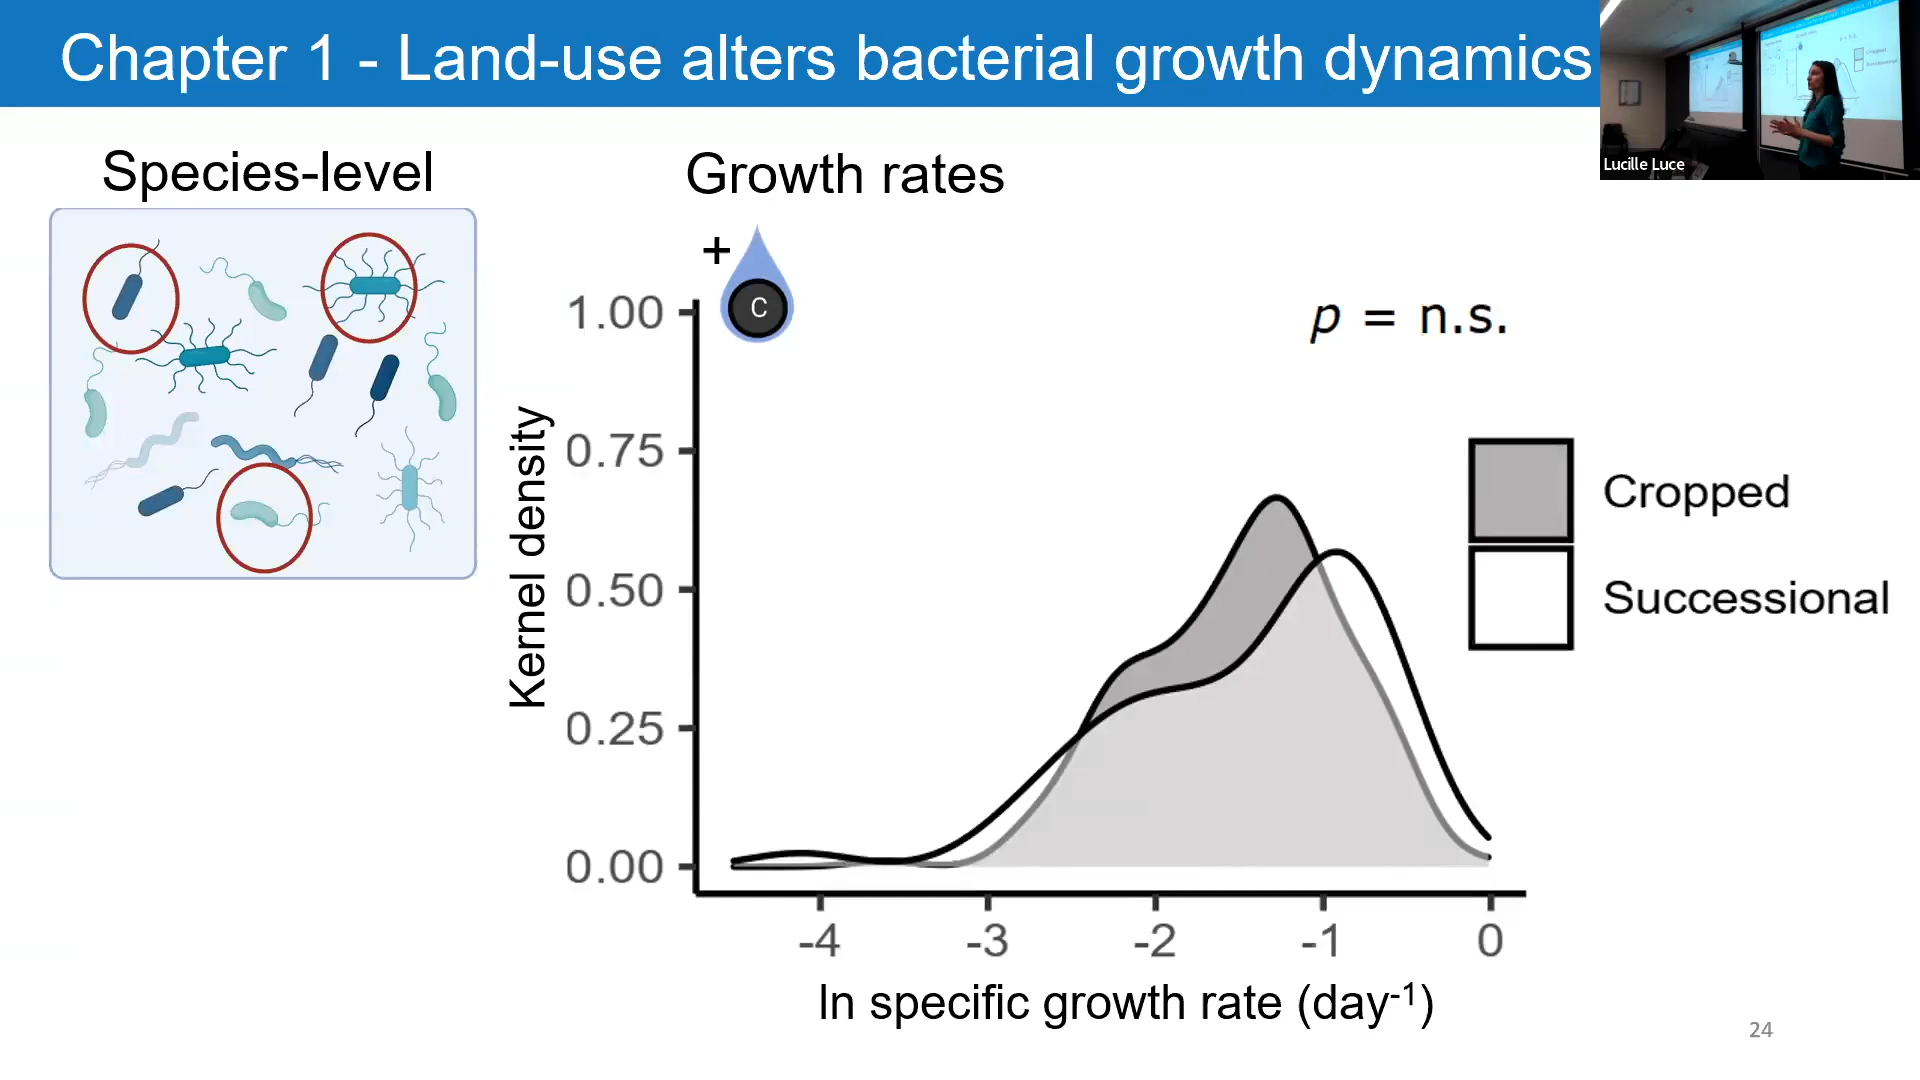 Chapter 1 - Land-use alters bacterial growth dynamics
Lucille Luce
Species-level
Growth rates
+
C
p = n.s.
1.00
0.75
0.50
0.25
0.00
Kernel density
Cropped
Successional
-4 -3 -2 -1 0
ln specific growth rate (day-1)
24